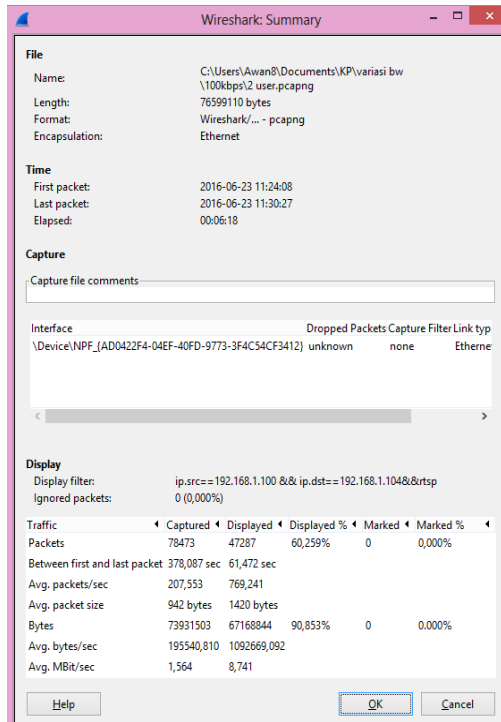 Wireshark: Summary
File
Name: C:\Users\Awan8\Documents\KP\variasi bw
\100kbps\2 user.pcapng
Length: 76599110 bytes
Format: Wireshark/... - pcapng
Encapsulation: Ethernet
Time
First packet: 2016-06-23 11:24:08
Last packet: 2016-06-23 11:30:27
Elapsed: 00:06:18
Capture
Capture file comments
Interface Dropped Packets Capture Filter Link typ
\Device\NPF_{AD0422F4-04EF-40FD-9773-3F4C54CF3412} unknown none Etherne
Display
Display filter: ip.src==192.168.1.100 && ip.dst==192.168.1.104&&rtsp
Ignored packets: 0 (0,000%)
Traffic Captured Displayed Displayed % Marked Marked %
Packets 78473 47287 60,259% 0 0,000%
Between first and last packet 378,087 sec 61,472 sec
Avg. packets/sec 207,553 769,241
Avg. packet size 942 bytes 1420 bytes
Bytes 73931503 67168844 90,853% 0 0.000%
Avg. bytes/sec 195540,810 1092669,092
Avg. MBit/sec 1,564 8,741
Help OK Cancel